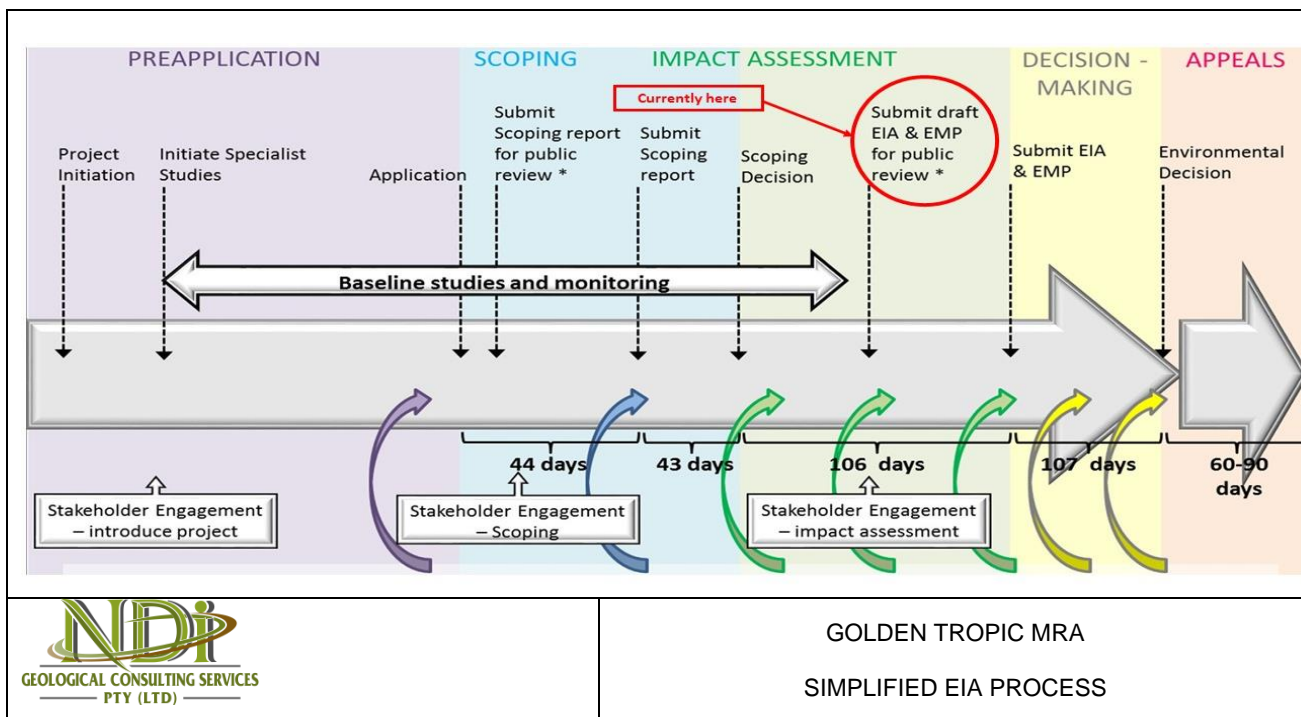 PREAPPLICATION
SCOPING
IMPACT ASSESSMENT
DECISION -
MAKING
APPEALS
Currently here
Project
Initiation
Initiate Specialist
Studies
Application
Submit
Scoping report
for public
review *
Submit
Scoping
report
Scoping
Decision
Submit draft
EIA & EMP
for public
review *
Submit EIA
& EMP
Environmental
Decision
Baseline studies and monitoring
44 days
43 days
106 days
107 days
60-90
days
Stakeholder Engagement
– introduce project
Stakeholder Engagement
– Scoping
Stakeholder Engagement
– impact assessment
NDi
GEOLOGICAL CONSULTING SERVICES
PTY (LTD)
GOLDEN TROPIC MRA
SIMPLIFIED EIA PROCESS